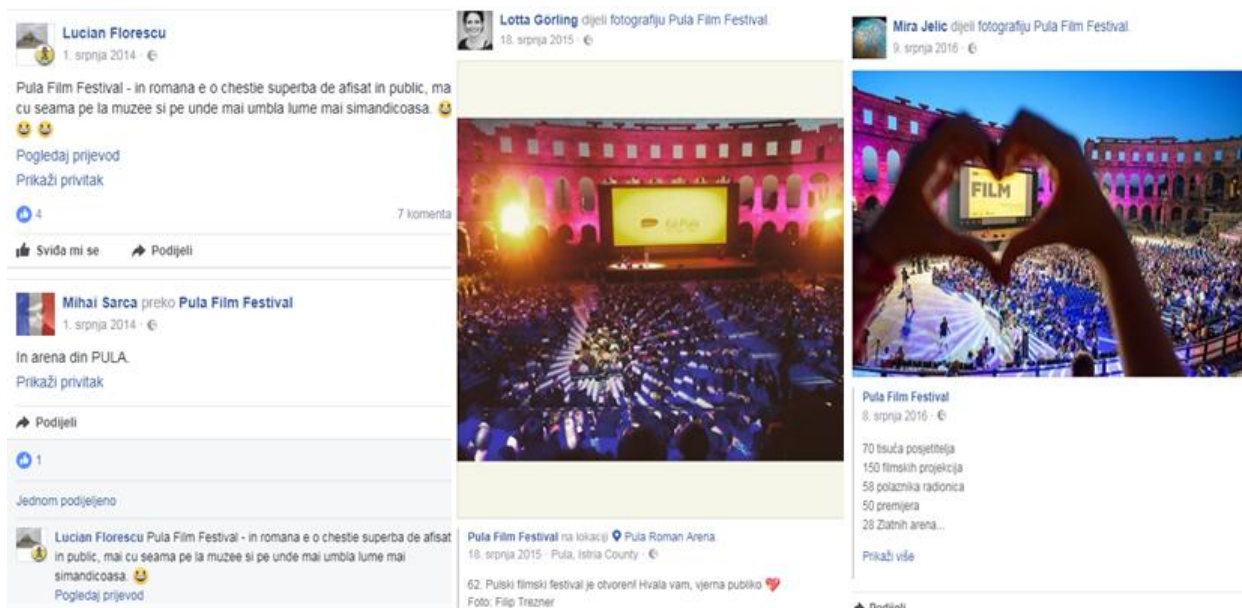 Lucian Florescu
1. srpnja 2014 ·
Pula Film Festival - in romana e o chestie superba de afisat in public, ma
cu seama pe la muzee si pe unde mai umbla lume mai simandicoasa. 😃
😃 😃
Pogledaj prijevod
Prikaži privitak
4
7 komenta
Sviđa mi se
Podijeli
Mihai Sarca preko Pula Film Festival
1. srpnja 2014 ·
In arena din PULA.
Prikaži privitak
Podijeli
1
Jednom podijeljeno
Lucian Florescu Pula Film Festival - in romana e o chestie superba de afisat
in public, mai cu seama pe la muzee si pe unde mai umbla lume mai
simandicoasa. 😃
Pogledaj prijevod
Lotta Görling dijeli fotografiju Pula Film Festival.
18. srpnja 2015 ·
Pula Film Festival na lokaciji Pula Roman Arena.
18. srpnja 2015 · Pula, Istria County ·
62. Pulski filmski festival je otvoren! Hvala vam, vjerna publiko 💖
Foto: Filip Trezner
Mira Jelic dijeli fotografiju Pula Film Festival.
9. srpnja 2016 ·
FILM
Pula Film Festival
8. srpnja 2016 ·
70 tisuća posjetitelja
150 filmskih projekcija
58 polaznika radionica
50 premijera
28 Zlatnih arena...
Prikaži više
Podijeli